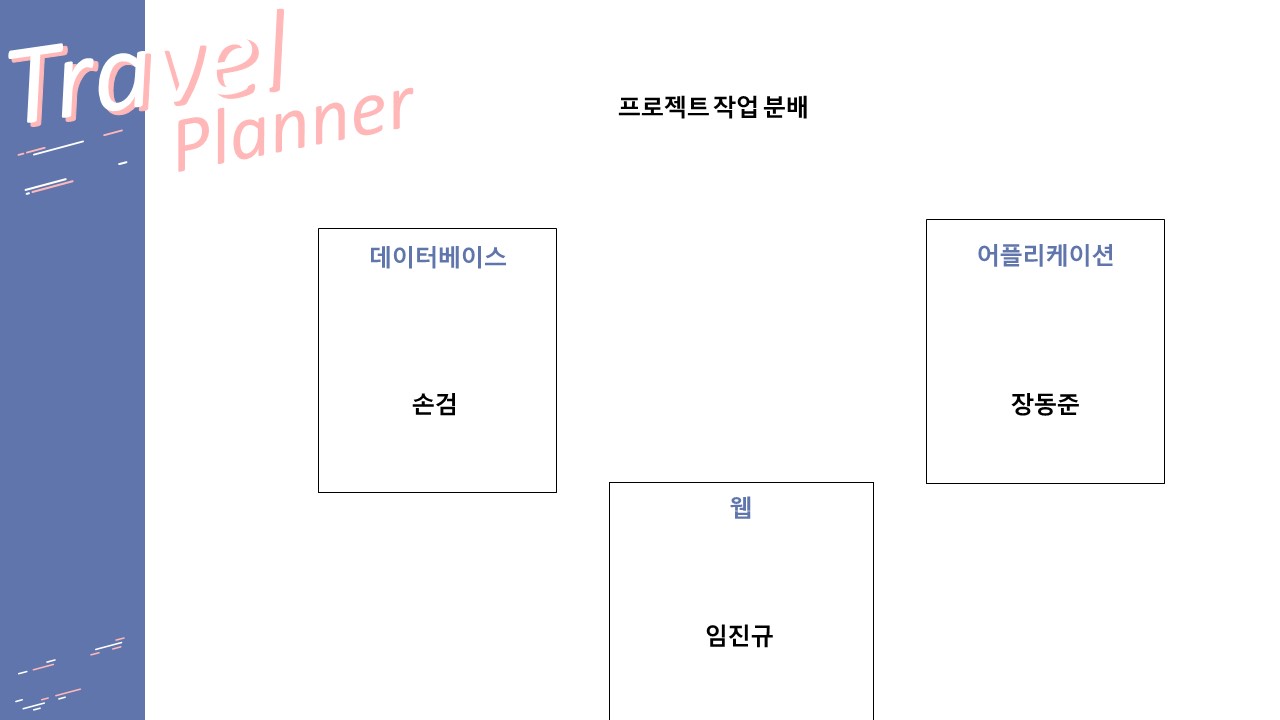 Travel
Planner
프로젝트 작업 분배
데이터베이스
손검
어플리케이션
장동준
웹
임진규